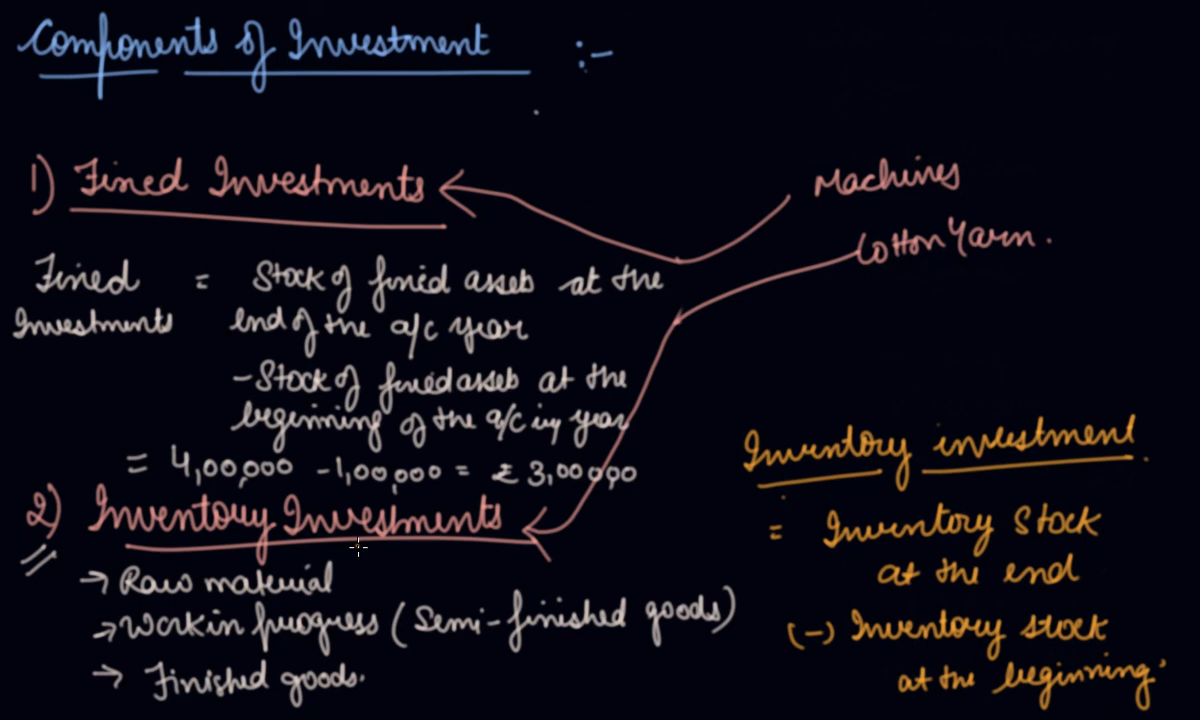 Components of Investment :-
1) Fixed Investments
Machines
Cotton Yarn.
Fixed Investments = Stock of fixed assets at the
end of the a/c year
- Stock of fixed assets at the
beginning of the a/c ing year
= 4,00,000 - 1,00,000 = ₹ 3,00,000
2) Inventory Investments
→ Raw material
→ Work in progress (Semi-finished goods)
→ Finished goods.
Inventory investment.
= Inventory Stock
at the end
(-) Inventory stock
at the beginning.